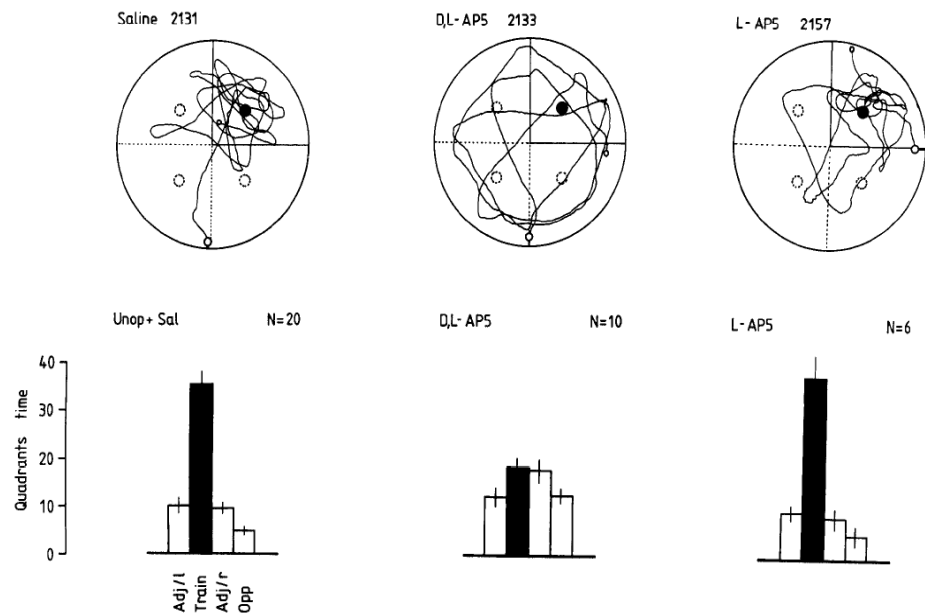 Saline 2131
D,L-AP5 2133
L-AP5 2157
Unop+ Sal N=20
D,L-AP5 N=10
L-AP5 N=6
Quadrants time
40
30
20
10
0
Adj/l
Train
Adj/r
Opp